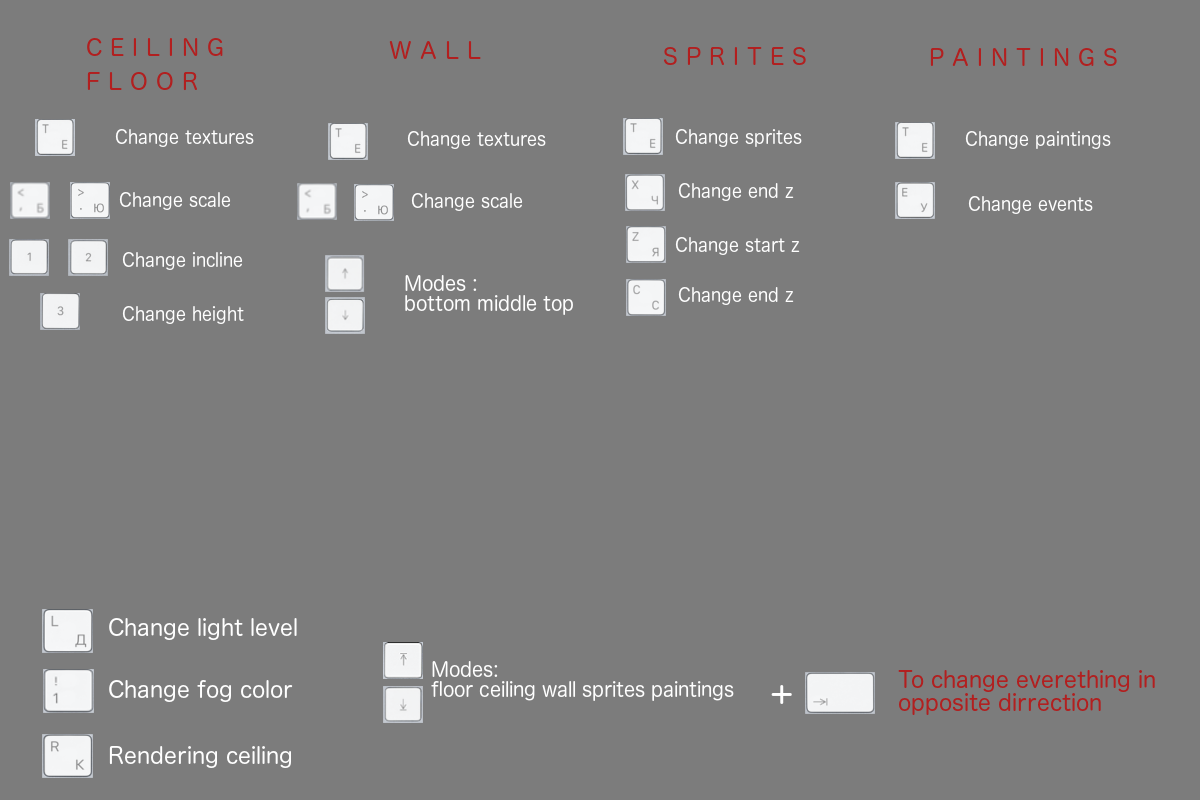 CEILING
FLOOR
T
E
Change textures
<
,
Б
>
.
Ю
Change scale
1
2
Change incline
3
Change height
WALL
T
E
Change textures
<
,
Б
>
.
Ю
Change scale
↑
↓
Modes :
bottom middle top
SPRITES
T
E
Change sprites
X
Ч
Change end z
Z
Я
Change start z
C
С
Change end z
PAINTINGS
T
E
Change paintings
E
У
Change events
L
Д
Change light level
!
1
Change fog color
R
К
Rendering ceiling
Modes:
floor ceiling wall sprites paintings
+
To change everething in
opposite dirrection